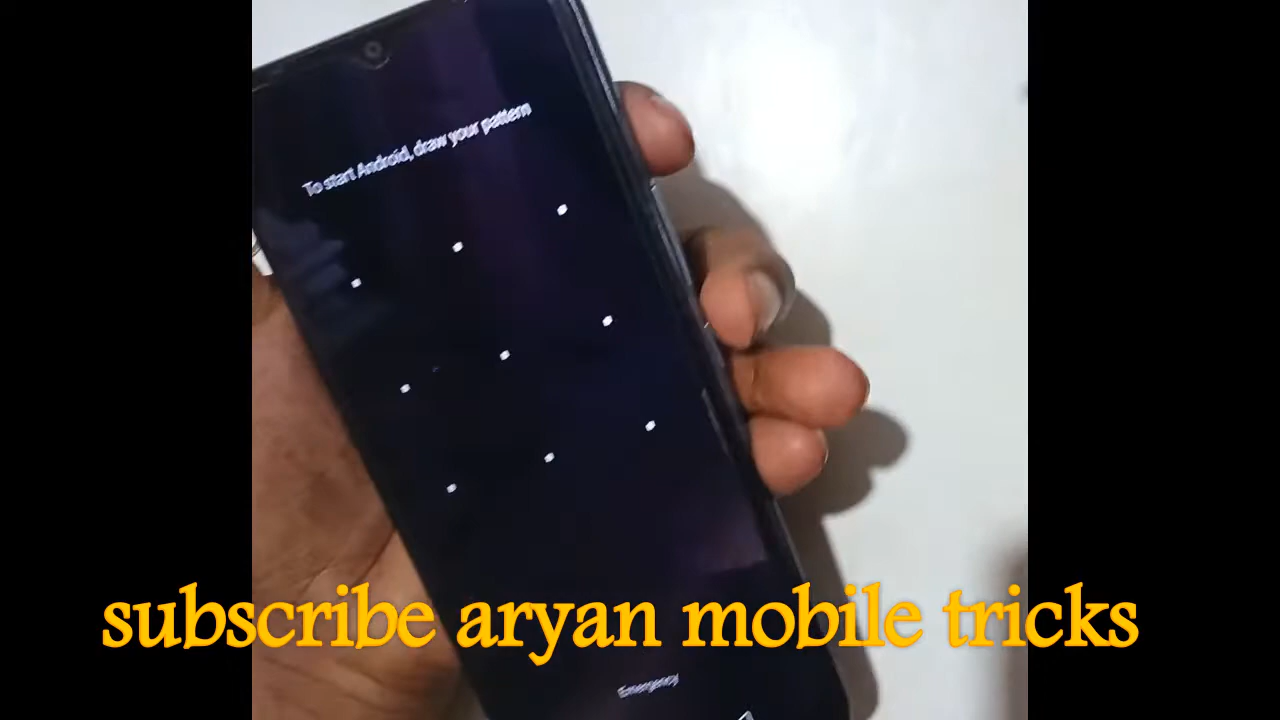 To start Android, draw your pattern
subscribe aryan mobile tricks
Emergency